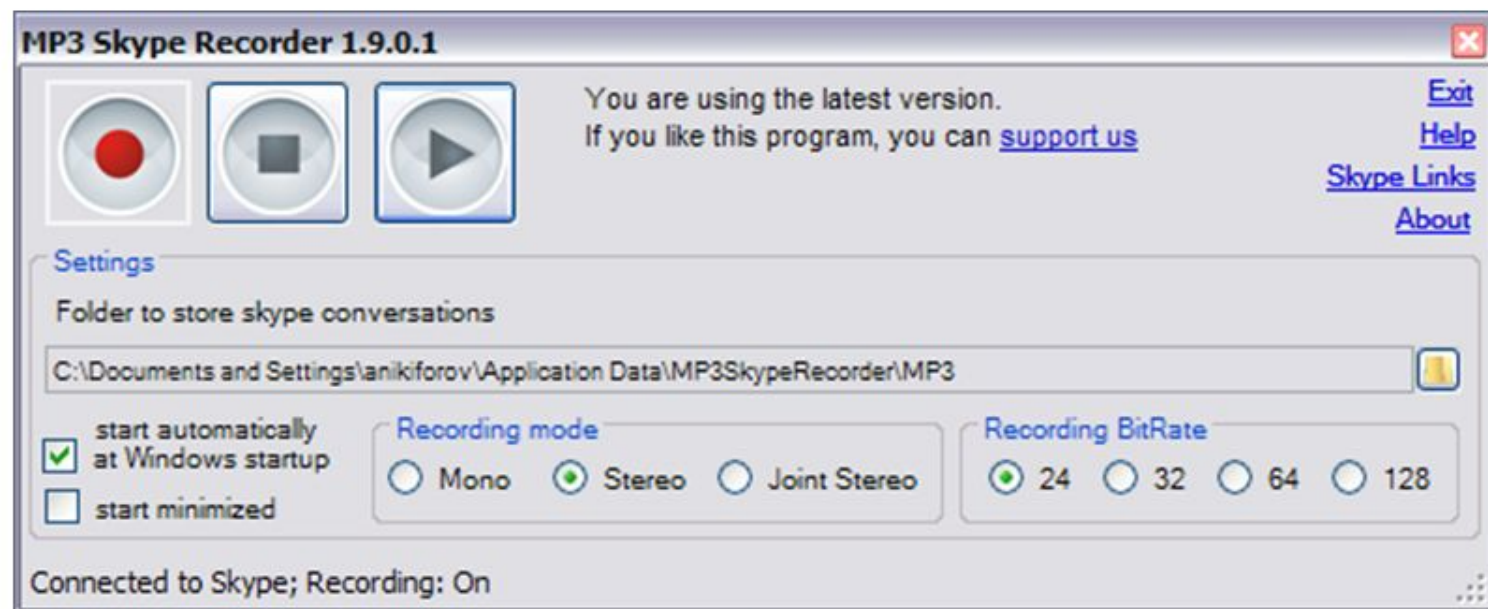 MP3 Skype Recorder 1.9.0.1
You are using the latest version.
If you like this program, you can support us
Exit
Help
Skype Links
About
Settings
Folder to store skype conversations
C:\Documents and Settings\anikiforov\Application Data\MP3SkypeRecorder\MP3
start automatically
at Windows startup
start minimized
Recording mode
Mono Stereo Joint Stereo
Recording BitRate
24 32 64 128
Connected to Skype; Recording: On